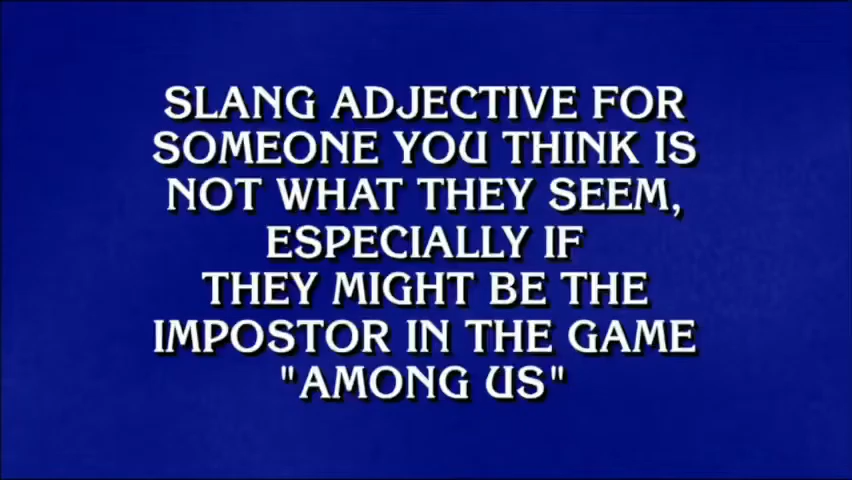 SLANG ADJECTIVE FOR
SOMEONE YOU THINK IS
NOT WHAT THEY SEEM,
ESPECIALLY IF
THEY MIGHT BE THE
IMPOSTOR IN THE GAME
"AMONG US"